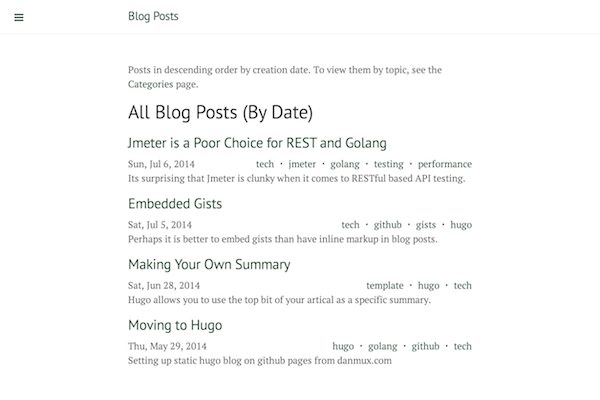 Blog Posts
Posts in descending order by creation date. To view them by topic, see the
Categories page.
All Blog Posts (By Date)
Jmeter is a Poor Choice for REST and Golang
Sun, Jul 6, 2014 tech · jmeter · golang · testing · performance
Its surprising that Jmeter is clunky when it comes to RESTful based API testing.
Embedded Gists
Sat, Jul 5, 2014 tech · github · gists · hugo
Perhaps it is better to embed gists than have inline markup in blog posts.
Making Your Own Summary
Sat, Jun 28, 2014 template · hugo · tech
Hugo allows you to use the top bit of your artical as a specific summary.
Moving to Hugo
Thu, May 29, 2014 hugo · golang · github · tech
Setting up static hugo blog on github pages from danmux.com